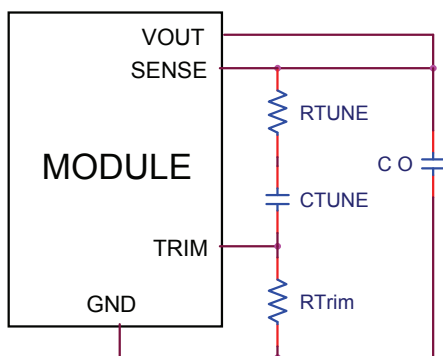 VOUT
SENSE
RTUNE
MODULE
C O
CTUNE
TRIM
RTrim
GND